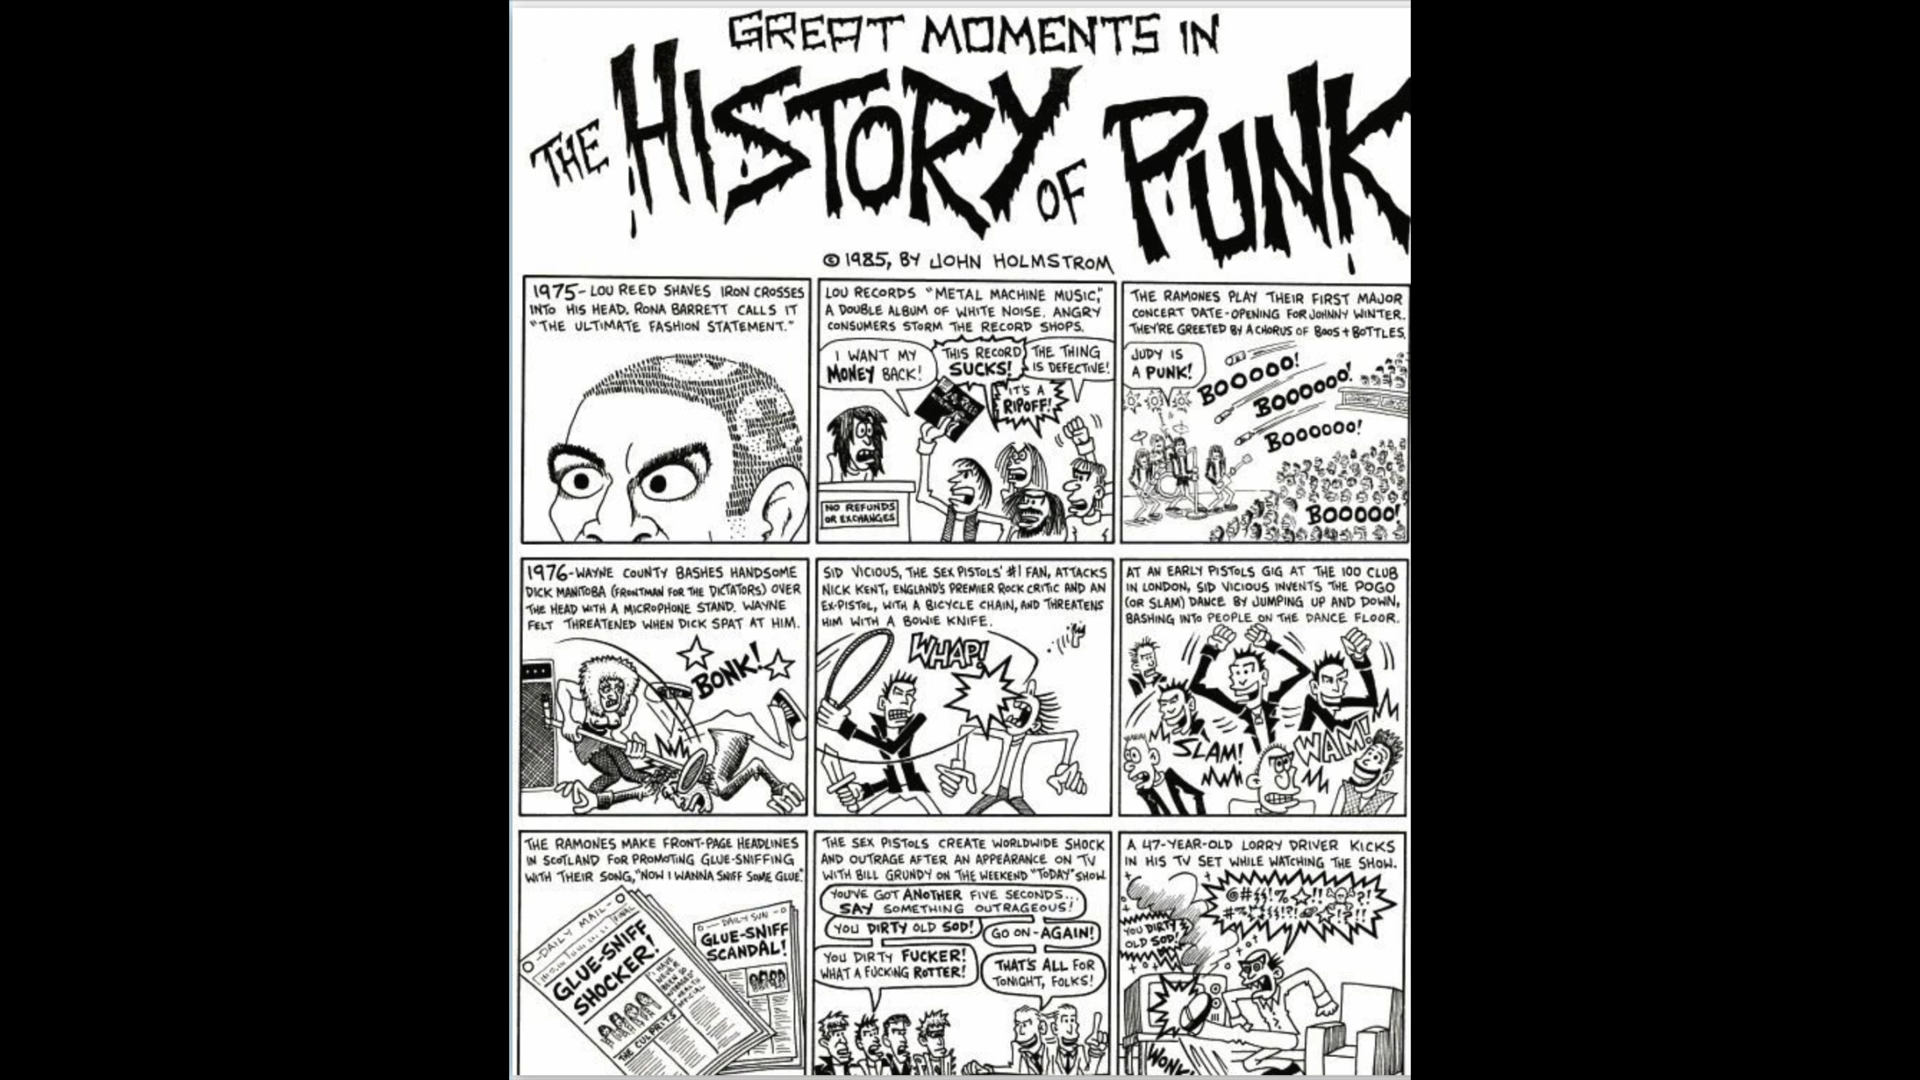 GREAT MOMENTS IN
THE HISTORY OF PUNK
© 1985, BY JOHN HOLMSTROM
1975- LOU REED SHAVES IRON CROSSES
INTO HIS HEAD. RONA BARRETT CALLS IT
"THE ULTIMATE FASHION STATEMENT."
LOU RECORDS "METAL MACHINE MUSIC,"
A DOUBLE ALBUM OF WHITE NOISE. ANGRY
CONSUMERS STORM THE RECORD SHOPS.
I WANT MY
MONEY BACK!
THIS RECORD
SUCKS!
THE THING
IS DEFECTIVE!
IT'S A
RIPOFF!
NO REFUNDS
OR EXCHANGES
THE RAMONES PLAY THEIR FIRST MAJOR
CONCERT DATE-OPENING FOR JOHNNY WINTER.
THEY'RE GREETED BY A CHORUS OF BOOS + BOTTLES.
JUDY IS
A PUNK!
BOOOOO!
BOOOOOOO!
BOOOOOO!
BOOOOO!
1976-WAYNE COUNTY BASHES HANDSOME
DICK MANITOBA (FRONTMAN FOR THE DICTATORS) OVER
THE HEAD WITH A MICROPHONE STAND. WAYNE
FELT THREATENED WHEN DICK SPAT AT HIM.
BONK!
SID VICIOUS, THE SEX PISTOLS' #1 FAN, ATTACKS
NICK KENT, ENGLAND'S PREMIER ROCK CRITIC AND AN
EX-PISTOL, WITH A BICYCLE CHAIN, AND THREATENS
HIM WITH A BOWIE KNIFE.
WHAP!
AT AN EARLY PISTOLS GIG AT THE 100 CLUB
IN LONDON, SID VICIOUS INVENTS THE POGO
(OR SLAM) DANCE BY JUMPING UP AND DOWN,
BASHING INTO PEOPLE ON THE DANCE FLOOR.
SLAM!
WAM!
THE RAMONES MAKE FRONT-PAGE HEADLINES
IN SCOTLAND FOR PROMOTING GLUE-SNIFFING
WITH THEIR SONG, "NOW I WANNA SNIFF SOME GLUE."
-DAILY MAIL-
FINAL
GLUE-SNIFF
SHOCKER!
THE CULPRITS
-DAILY SUN-
GLUE-SNIFF
SCANDAL!
THE SEX PISTOLS CREATE WORLDWIDE SHOCK
AND OUTRAGE AFTER AN APPEARANCE ON TV
WITH BILL GRUNDY ON THE WEEKEND "TODAY" SHOW.
YOU'VE GOT ANOTHER FIVE SECONDS...
SAY SOMETHING OUTRAGEOUS!
YOU DIRTY OLD SOD!
GO ON-AGAIN!
YOU DIRTY FUCKER!
WHAT A FUCKING ROTTER!
THAT'S ALL FOR
TONIGHT, FOLKS!
A 47-YEAR-OLD LORRY DRIVER KICKS
IN HIS TV SET WHILE WATCHING THE SHOW.
YOU DIRTY
OLD SOD!
WONK!